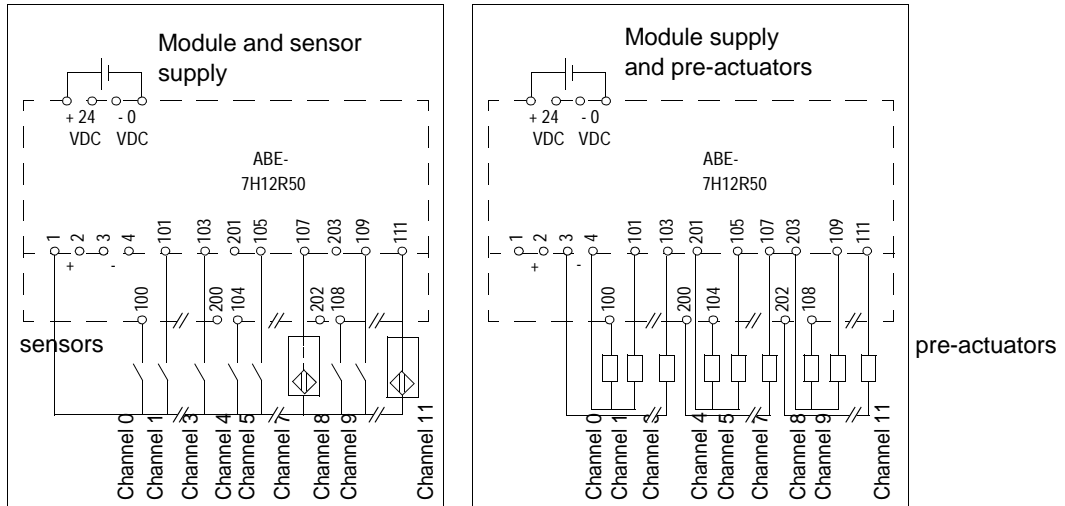 Module and sensor
supply
+ 24
VDC
- 0
VDC
ABE-
7H12R50
1
2
3
4
101
103
201
105
107
203
109
111
+
-
100
200
104
202
108
sensors
Channel 0
Channel 1
Channel 3
Channel 4
Channel 5
Channel 7
Channel 8
Channel 9
Channel 11
Module supply
and pre-actuators
+ 24
VDC
- 0
VDC
ABE-
7H12R50
1
2
3
4
101
103
201
105
107
203
109
111
+
-
100
200
104
202
108
pre-actuators
Channel 0
Channel 1
Channel 3
Channel 4
Channel 5
Channel 7
Channel 8
Channel 9
Channel 11